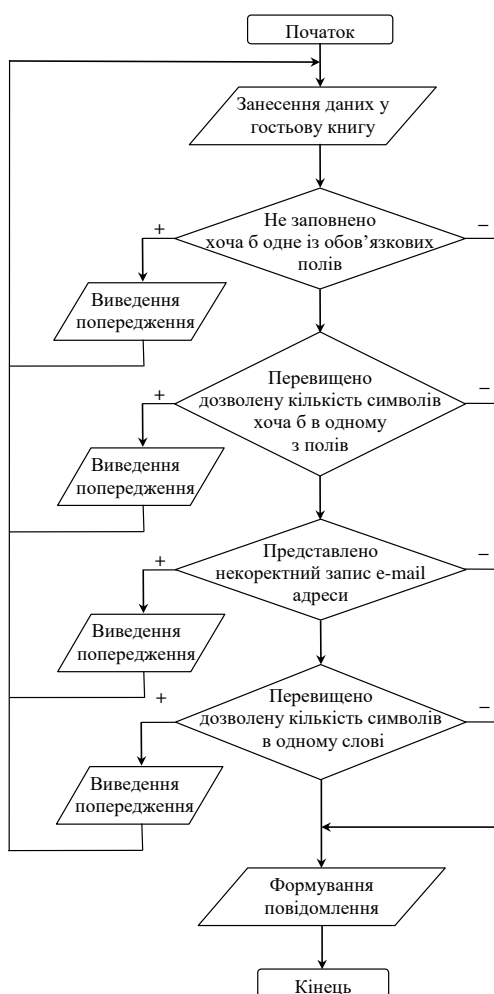 Початок
Занесення даних у
гостьову книгу
+
Не заповнено
хоча б одне із обов’язкових
полів
–
Виведення
попередження
+
Перевищено
дозволену кількість символів
хоча б в одному
з полів
–
Виведення
попередження
+
Представлено
некоректний запис e-mail
адреси
–
Виведення
попередження
+
Перевищено
дозволену кількість символів
в одному слові
–
Виведення
попередження
Формування
повідомлення
Кінець